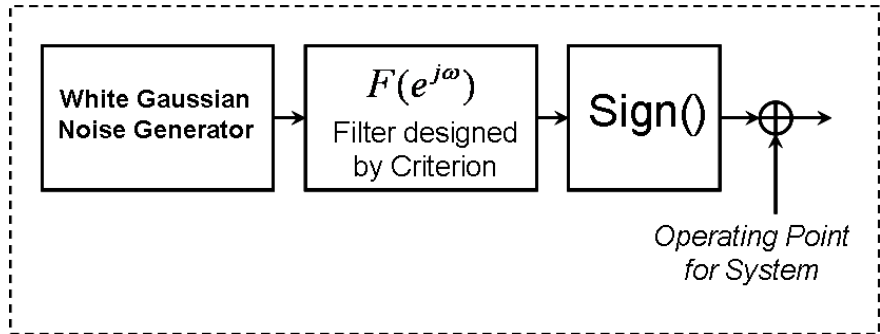 White Gaussian
Noise Generator
F(e^{jω})
Filter designed
by Criterion
Sign()
Operating Point
for System